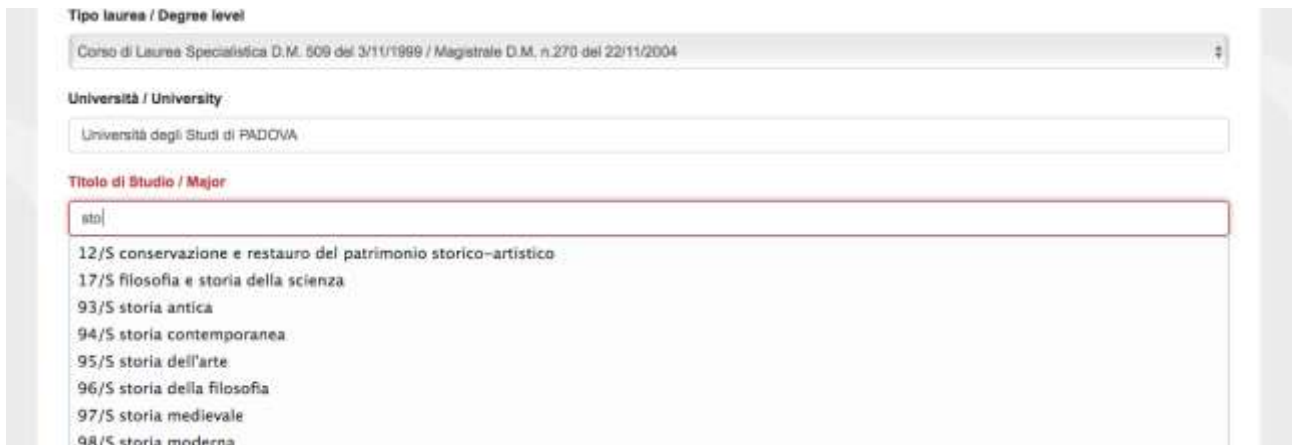 Tipo laurea / Degree level
Corso di Laurea Specialistica D.M. 509 del 3/11/1999 / Magistrale D.M. n.270 del 22/11/2004
Università / University
Università degli Studi di PADOVA
Titolo di Studio / Major
sto
12/S conservazione e restauro del patrimonio storico-artistico
17/S filosofia e storia della scienza
93/S storia antica
94/S storia contemporanea
95/S storia dell'arte
96/S storia della filosofia
97/S storia medievale
98/S storia moderna